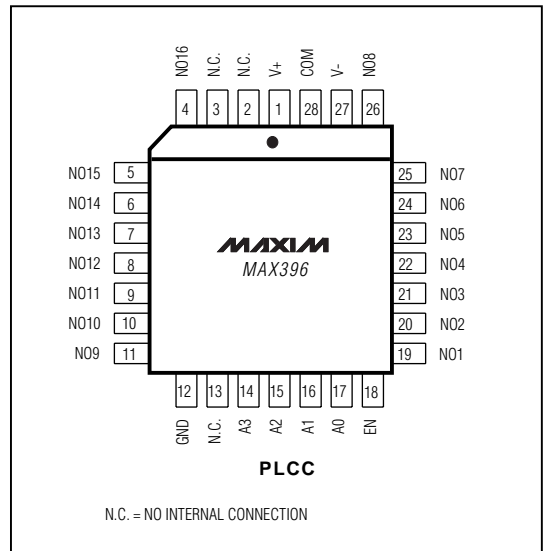 NO16 N.C. N.C. V+ COM V- NO8
4 3 2 1 28 27 26
NO15 5 25 NO7
NO14 6 24 NO6
NO13 7 23 NO5
NO12 8 22 NO4
NO11 9 21 NO3
NO10 10 20 NO2
NO9 11 19 NO1
MAXIM
MAX396
12 13 14 15 16 17 18
GND N.C. A3 A2 A1 A0 EN
PLCC
N.C. = NO INTERNAL CONNECTION